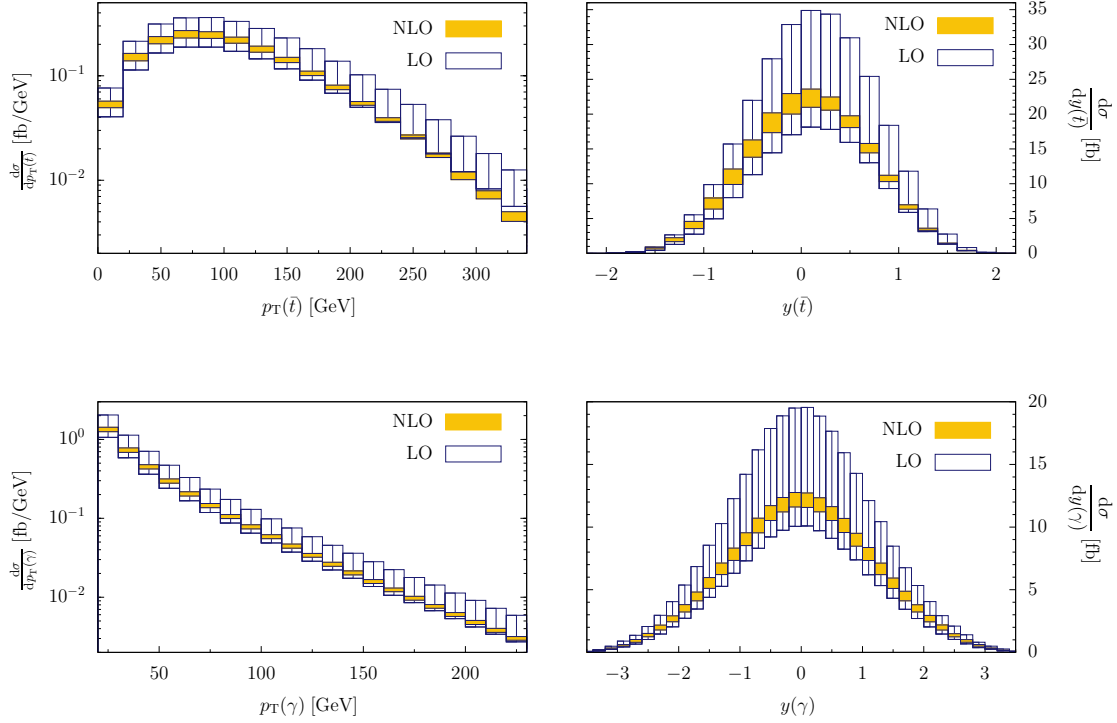 NLO
LO
10⁻¹
10⁻²
dσ/dp_T(t̄) [fb/GeV]
0 50 100 150 200 250 300
p_T(t̄) [GeV]
NLO
LO
35
30
25
20
15
10
5
0
dσ/dy(t̄) [fb]
−2 −1 0 1 2
y(t̄)
NLO
LO
10⁰
10⁻¹
10⁻²
dσ/dp_T(γ) [fb/GeV]
50 100 150 200
p_T(γ) [GeV]
NLO
LO
20
15
10
5
0
dσ/dy(γ) [fb]
−3 −2 −1 0 1 2 3
y(γ)